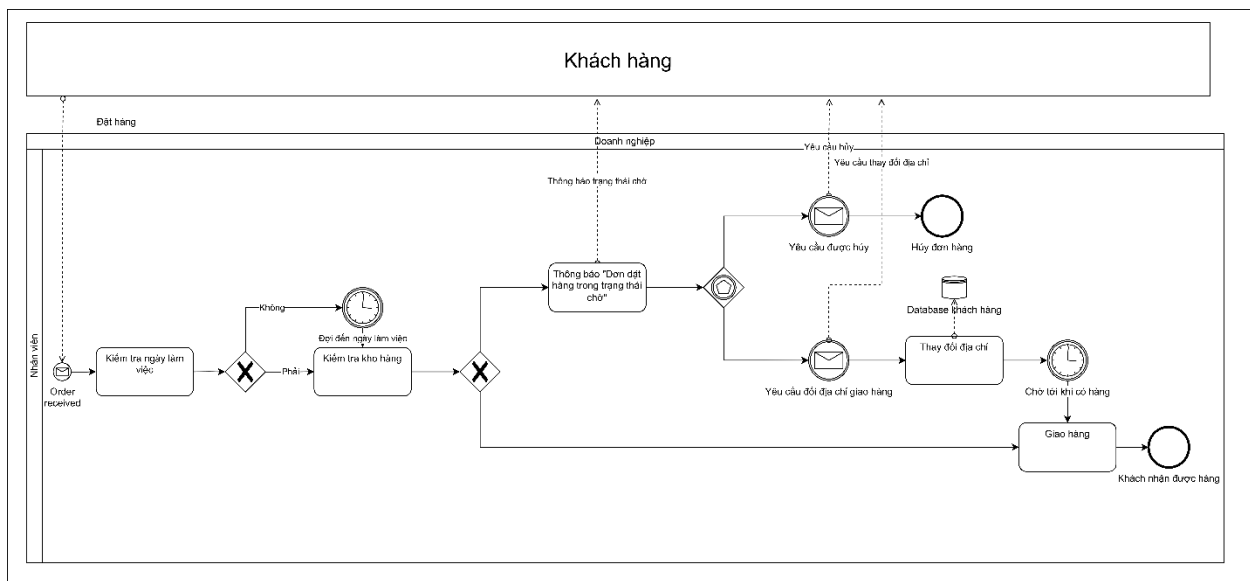 Khách hàng
Đặt hàng
Doanh nghiệp
Nhân viên
Yêu cầu hủy
Yêu cầu thay đổi địa chỉ
Thông báo trạng thái chờ
Yêu cầu được hủy
Hủy đơn hàng
Thông báo "Đơn đặt
hàng trong trạng thái
chờ"
Không
Database khách hàng
Đợi đến ngày làm viện
Kiểm tra ngày làm
việc
Phải
Kiểm tra kho hàng
Thay đổi địa chỉ
Order
received
Yêu cầu đổi địa chỉ giao hàng
Chờ tới khi có hàng
Giao hàng
Khách nhận được hàng